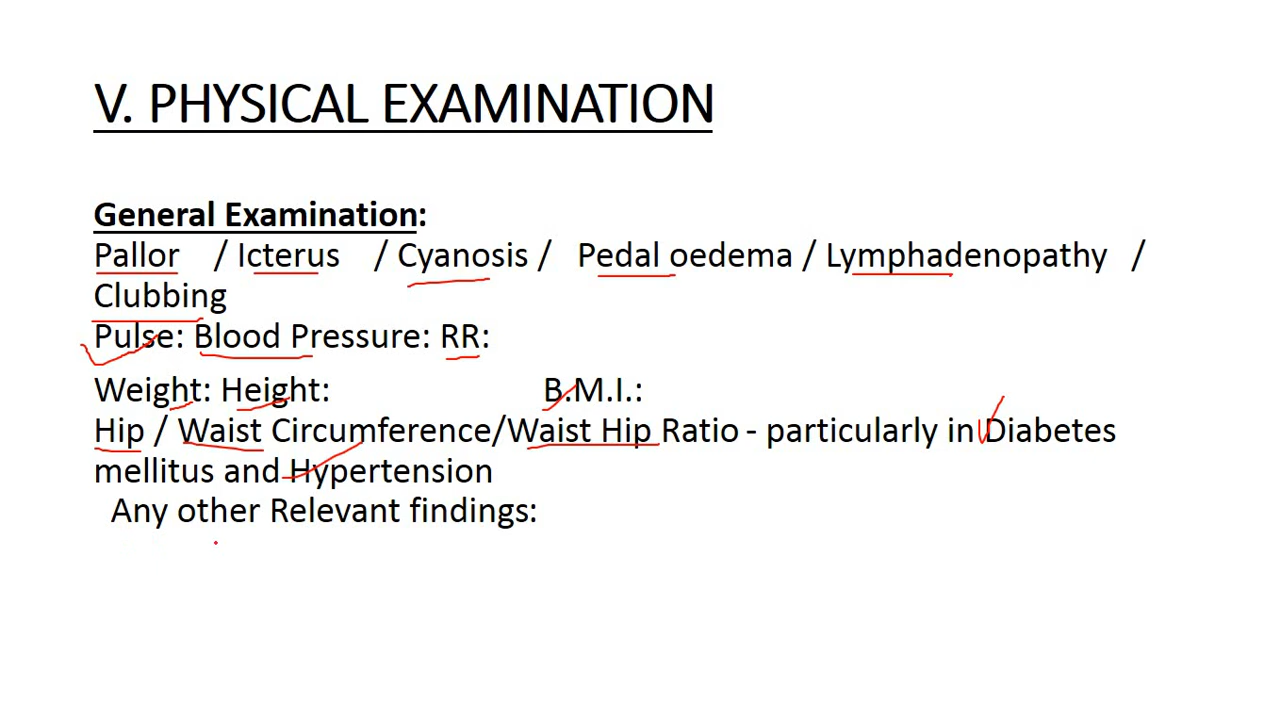 V. PHYSICAL EXAMINATION
General Examination:
Pallor / Icterus / Cyanosis / Pedal oedema / Lymphadenopathy /
Clubbing
Pulse: Blood Pressure: RR:
Weight: Height: B.M.I.:
Hip / Waist Circumference/Waist Hip Ratio - particularly in Diabetes
mellitus and Hypertension
Any other Relevant findings: